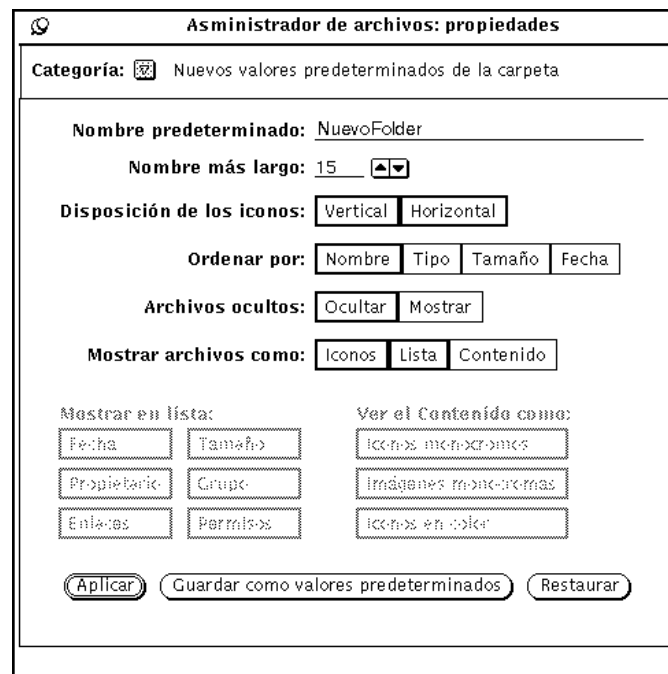 Asministrador de archivos: propiedades
Categoría: Nuevos valores predeterminados de la carpeta
Nombre predeterminado: NuevoFolder
Nombre más largo: 15
Disposición de los iconos: Vertical Horizontal
Ordenar por: Nombre Tipo Tamaño Fecha
Archivos ocultos: Ocultar Mostrar
Mostrar archivos como: Iconos Lista Contenido
Mostrar en lista: Ver el Contenido como:
Fecha Tamaño Iconos monocromos
Propietario Grupo Imágenes monocromas
Enlaces Permisos Iconos en color
Aplicar Guardar como valores predeterminados Restaurar